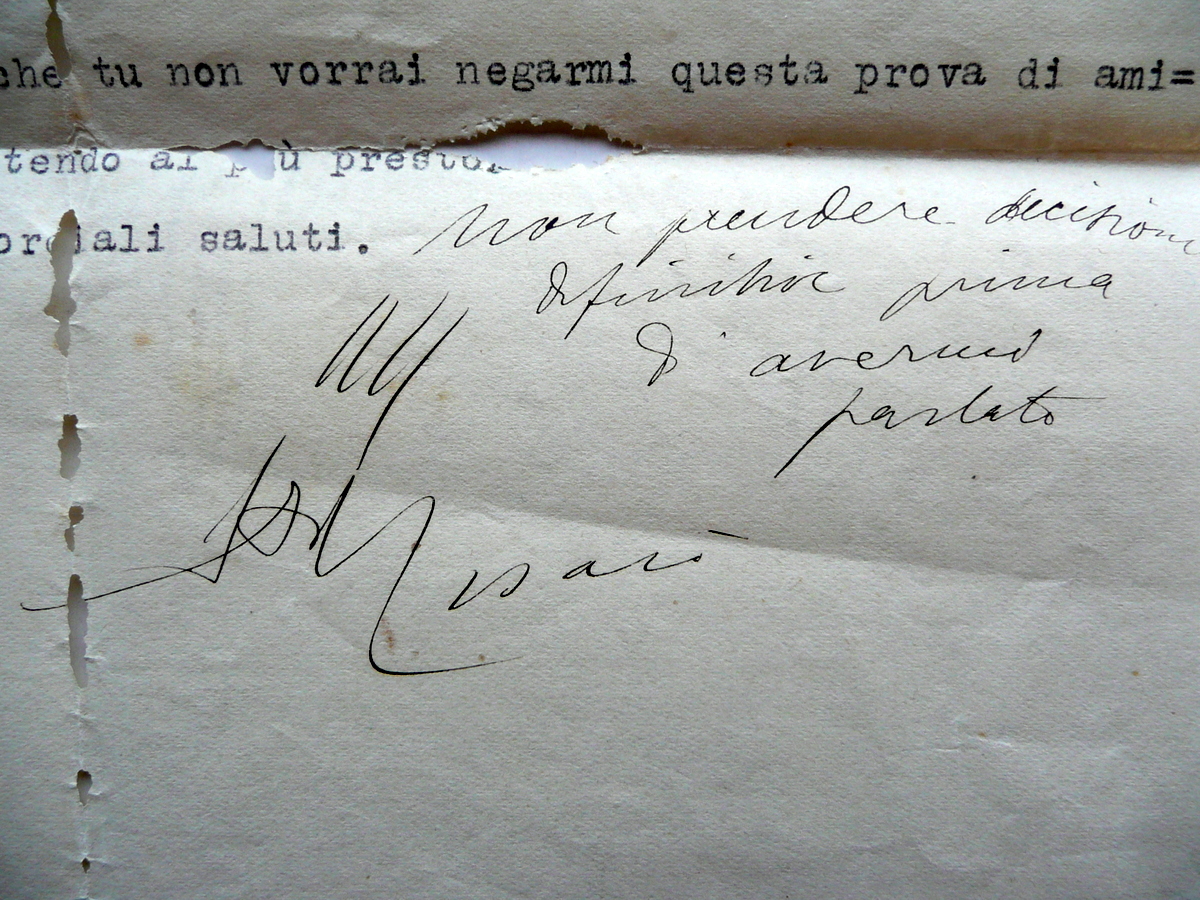 che tu non vorrai negarmi questa prova di ami=
tendo al più presto,
ordiali saluti.
Non prendere decisioni
definitive prima
di avermi
parlato